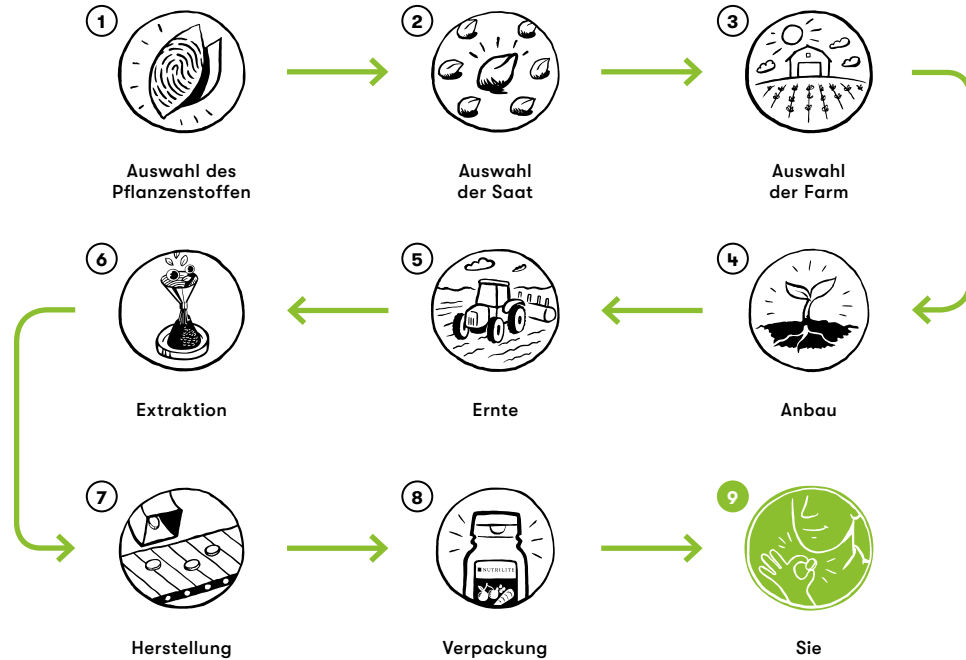 1
Auswahl des
Pflanzenstoffen
2
Auswahl
der Saat
3
Auswahl
der Farm
4
Anbau
5
Ernte
6
Extraktion
7
Herstellung
8
NUTRILITE
Verpackung
9
Sie